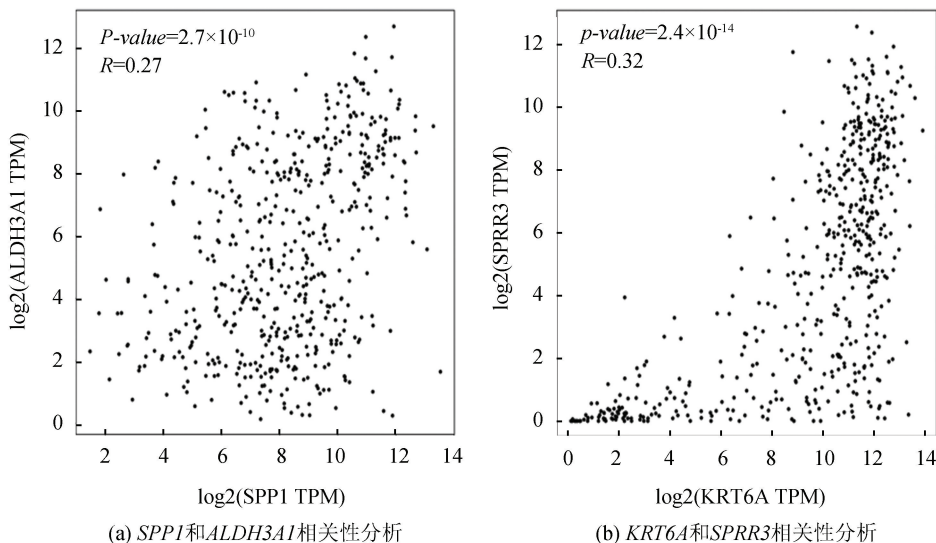 P-value=2.7×10⁻¹⁰
R=0.27
12
10
8
6
4
2
0
log2(ALDH3A1 TPM)
2 4 6 8 10 12 14
log2(SPP1 TPM)
(a) SPP1和ALDH3A1相关性分析
p-value=2.4×10⁻¹⁴
R=0.32
12
10
8
6
4
2
0
log2(SPRR3 TPM)
0 2 4 6 8 10 12 14
log2(KRT6A TPM)
(b) KRT6A和SPRR3相关性分析